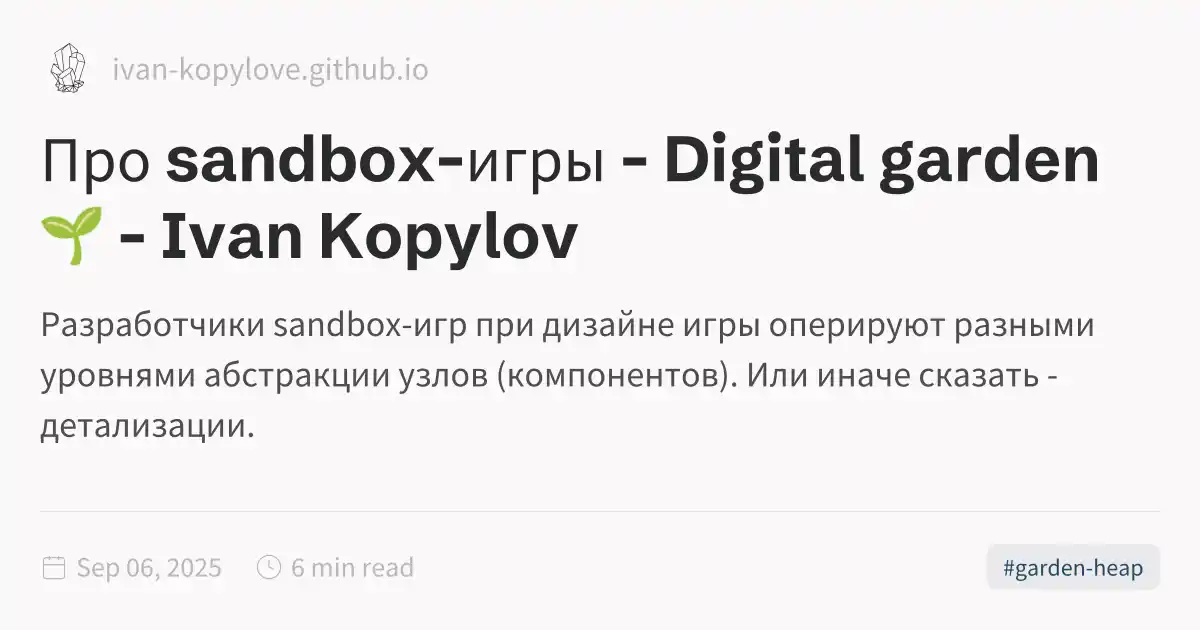 ivan-kopylove.github.io
Про sandbox-игры - Digital garden
🌱 - Ivan Kopylov
Разработчики sandbox-игр при дизайне игры оперируют разными
уровнями абстракции узлов (компонентов). Или иначе сказать -
детализации.
Sep 06, 2025 6 min read #garden-heap